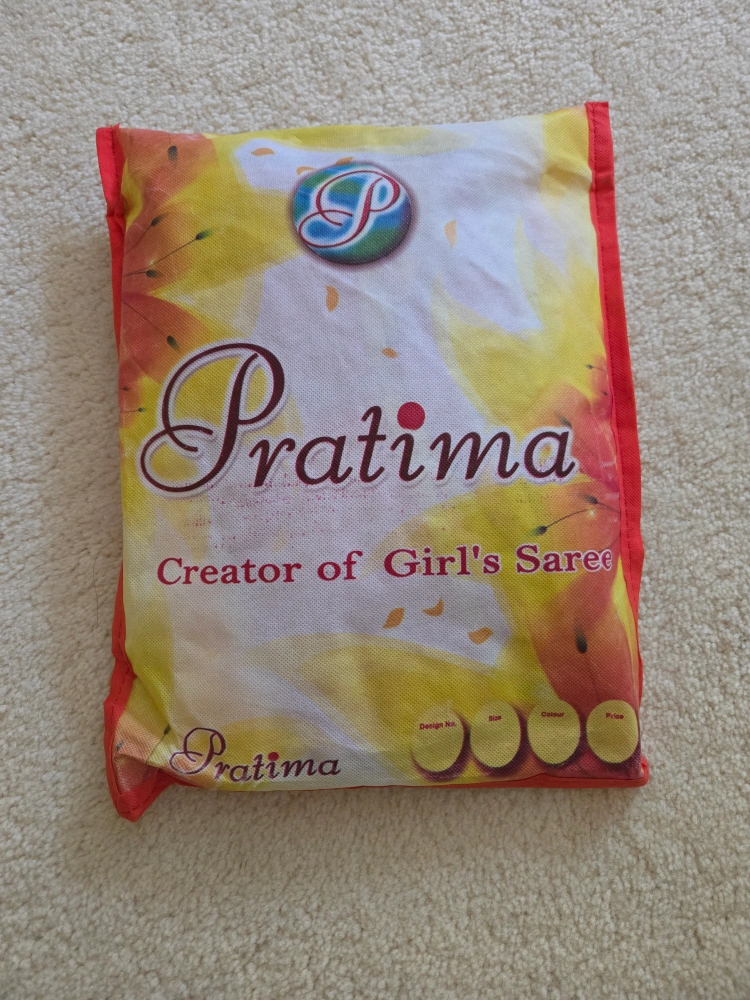 P
Pratima
Creator of Girl's Saree
Design No. Size Colour Price
Pratima